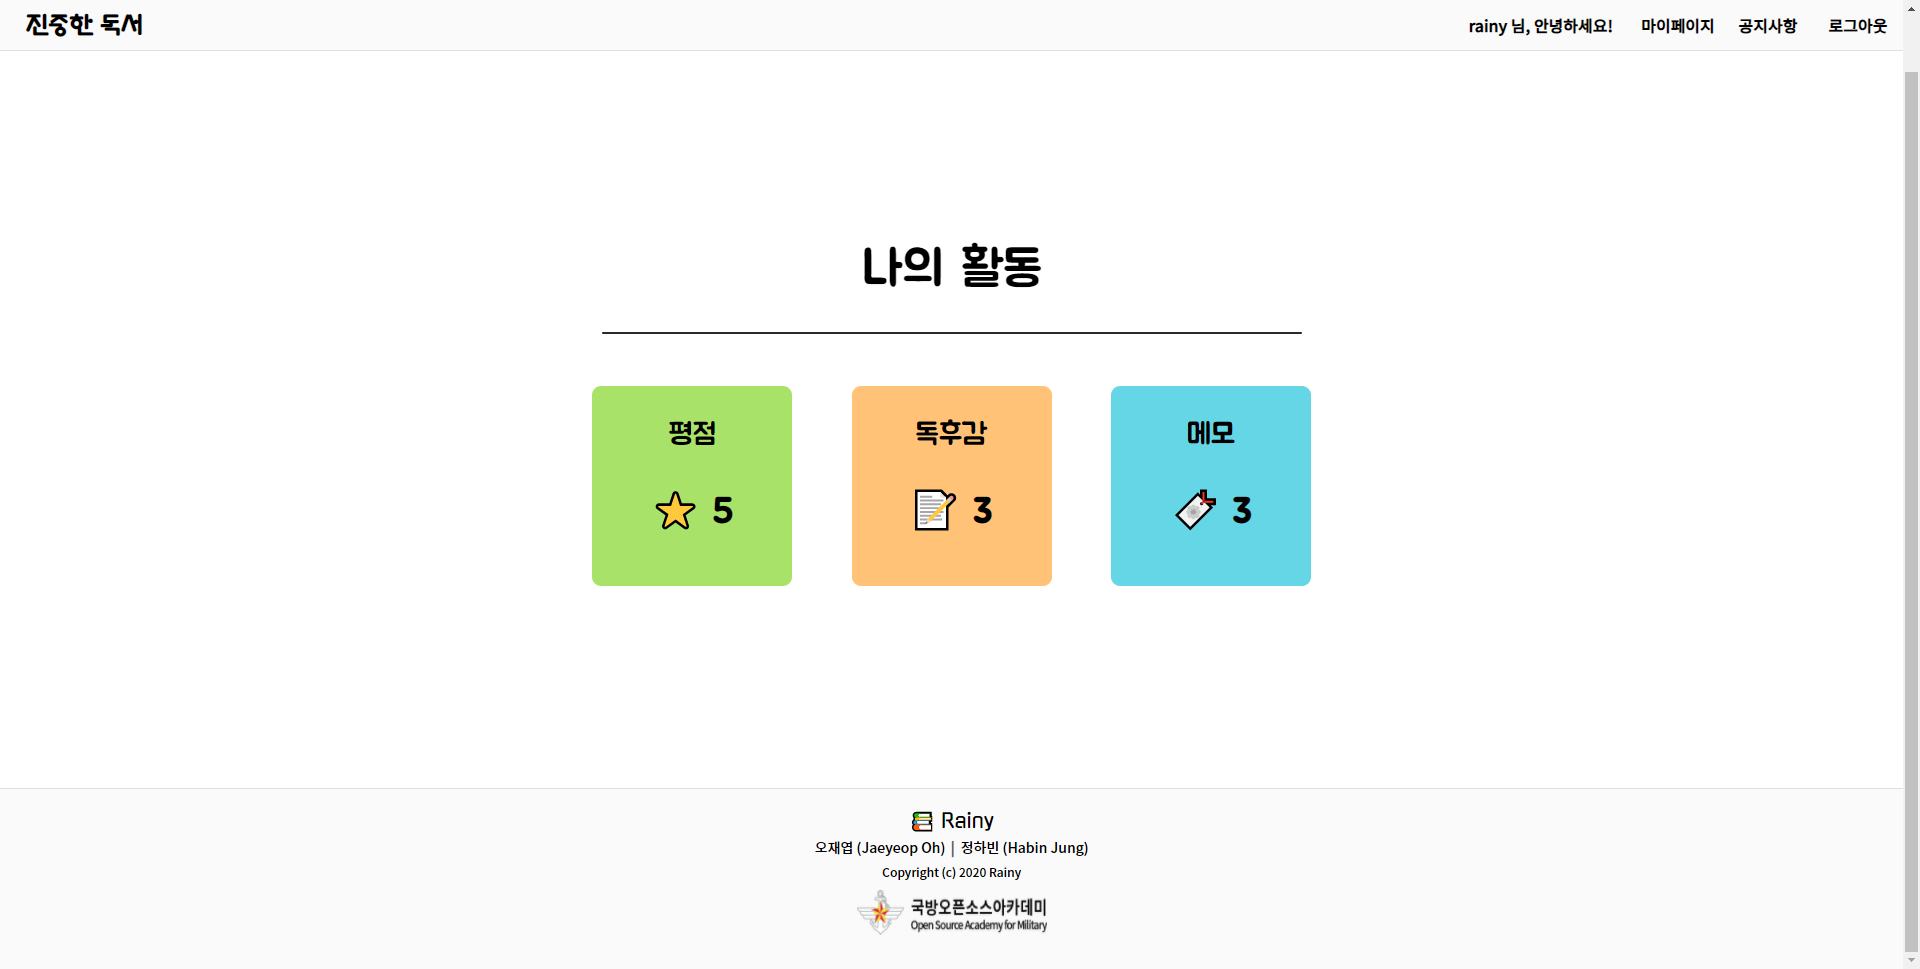 진중한 독서
rainy 님, 안녕하세요! 마이페이지 공지사항 로그아웃
나의 활동
평점
5
독후감
3
메모
3
Rainy
오재엽 (Jaeyeop Oh) | 정하빈 (Habin Jung)
Copyright (c) 2020 Rainy
국방오픈소스아카데미
Open Source Academy for Military